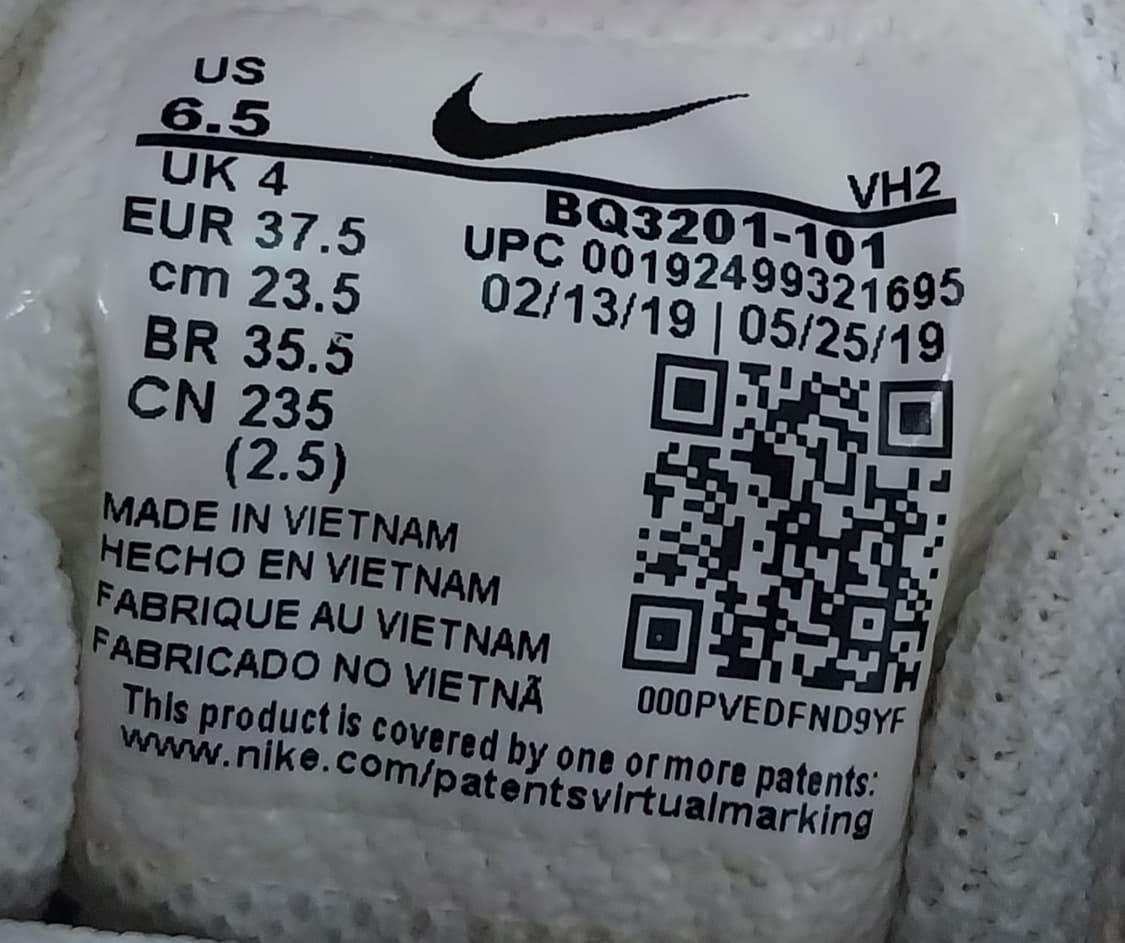 US
6.5
UK 4
EUR 37.5
cm 23.5
BR 35.5
CN 235
(2.5)
VH2
BQ3201-101
UPC 00192499321695
02/13/19 | 05/25/19
000PVEDFND9YF
MADE IN VIETNAM
HECHO EN VIETNAM
FABRIQUE AU VIETNAM
FABRICADO NO VIETNÃ
This product is covered by one or more patents:
www.nike.com/patentsvirtualmarking